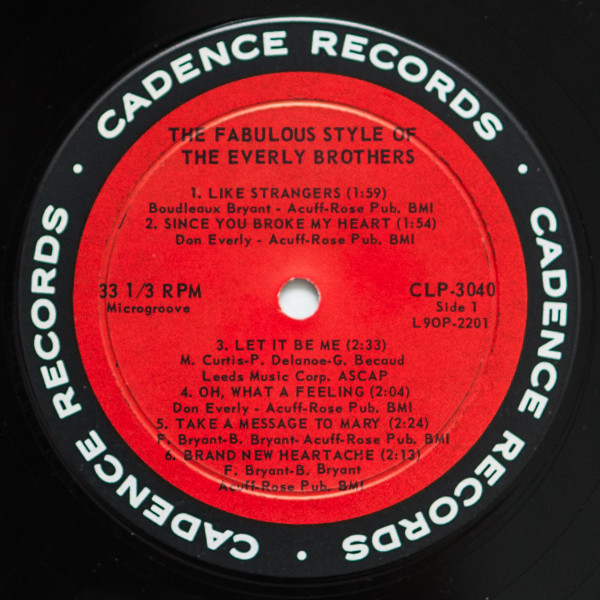 CADENCE RECORDS
THE FABULOUS STYLE OF
THE EVERLY BROTHERS
1. LIKE STRANGERS (1:59)
Boudleaux Bryant - Acuff-Rose Pub. BMI
2. SINCE YOU BROKE MY HEART (1:54)
Don Everly - Acuff-Rose Pub. BMI
33 1/3 RPM
Microgroove
CLP-3040
Side 1
L9OP-2201
3. LET IT BE ME (2:33)
M. Curtis-P. Delanoe-G. Becaud
Leeds Music Corp. ASCAP
4. OH, WHAT A FEELING (2:04)
Don Everly - Acuff-Rose Pub. BMI
5. TAKE A MESSAGE TO MARY (2:24)
F. Bryant-B. Bryant- Acuff-Rose Pub. BMI
6. BRAND NEW HEARTACHE (2:13)
F. Bryant-B. Bryant
Acuff-Rose Pub. BMI
CADENCE RECORDS
CADENCE RECORDS
CADENCE RECORDS